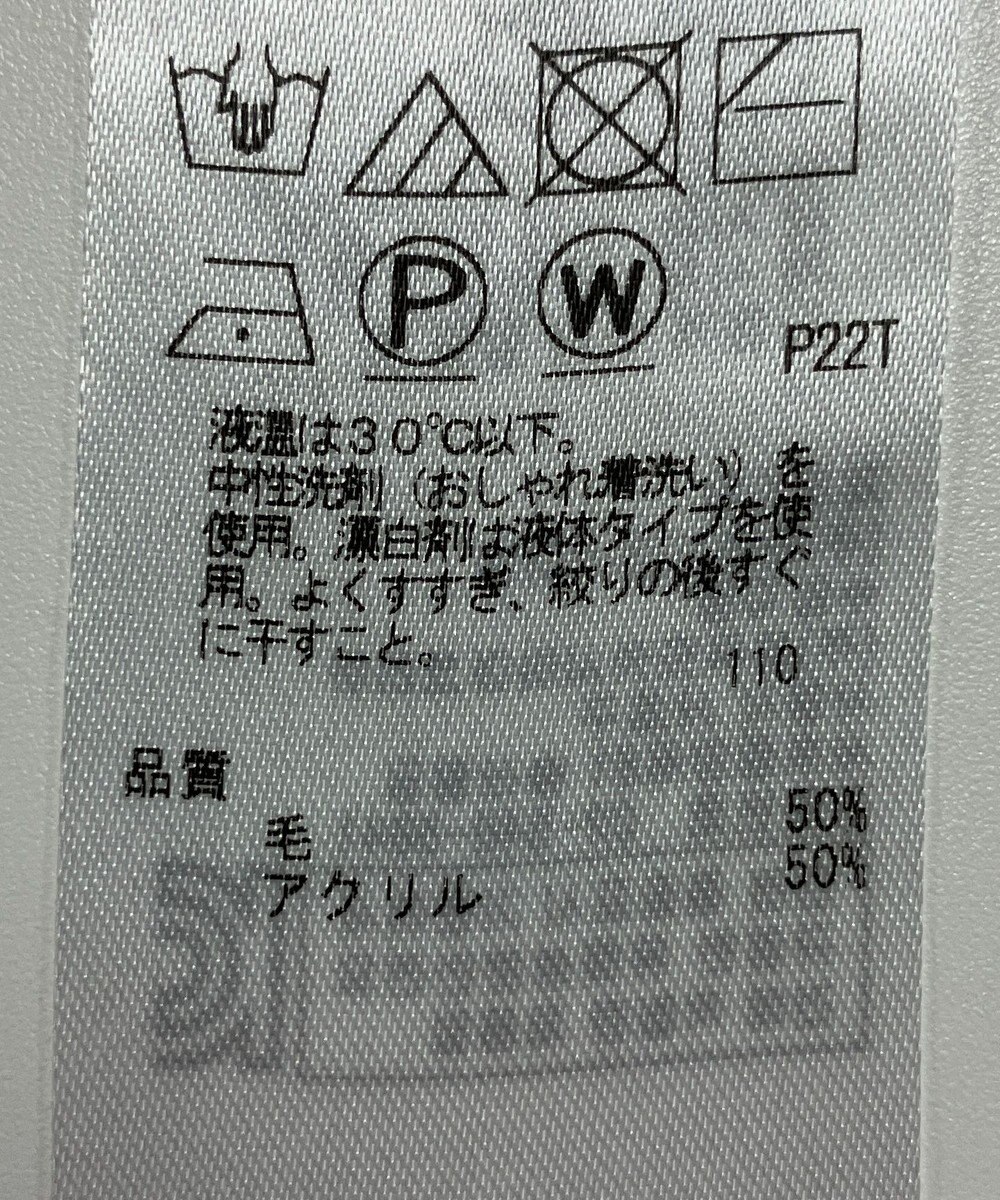 P W
P22T
液温は30℃以下。
中性洗剤（おしゃれ着洗い）を
使用。漂白剤は液体タイプを使
用。よくすすぎ、絞りの後すぐ
に干すこと。
110
品質
毛 50%
アクリル 50%